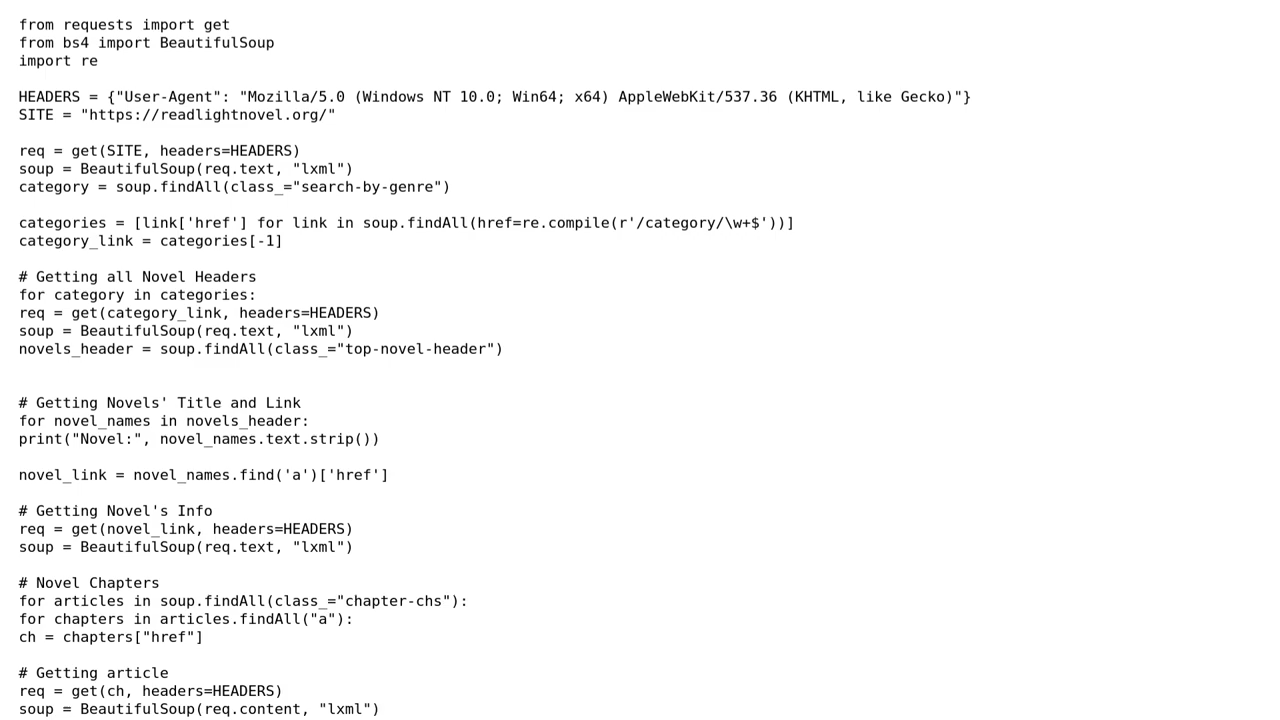 from requests import get
from bs4 import BeautifulSoup
import re
HEADERS = {"User-Agent": "Mozilla/5.0 (Windows NT 10.0; Win64; x64) AppleWebKit/537.36 (KHTML, like Gecko)"}
SITE = "https://readlightnovel.org/"
req = get(SITE, headers=HEADERS)
soup = BeautifulSoup(req.text, "lxml")
category = soup.findAll(class_="search-by-genre")
categories = [link['href'] for link in soup.findAll(href=re.compile(r'/category/\w+$'))]
category_link = categories[-1]
# Getting all Novel Headers
for category in categories:
req = get(category_link, headers=HEADERS)
soup = BeautifulSoup(req.text, "lxml")
novels_header = soup.findAll(class_="top-novel-header")
# Getting Novels' Title and Link
for novel_names in novels_header:
print("Novel:", novel_names.text.strip())
novel_link = novel_names.find('a')['href']
# Getting Novel's Info
req = get(novel_link, headers=HEADERS)
soup = BeautifulSoup(req.text, "lxml")
# Novel Chapters
for articles in soup.findAll(class_="chapter-chs"):
for chapters in articles.findAll("a"):
ch = chapters["href"]
# Getting article
req = get(ch, headers=HEADERS)
soup = BeautifulSoup(req.content, "lxml")